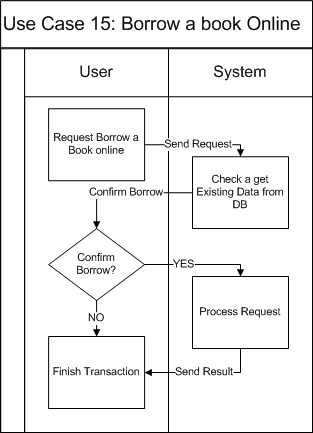 Use Case 15: Borrow a book Online
User
System
Request Borrow a
Book online
Send Request
Check a get
Existing Data from
DB
Confirm Borrow
Confirm
Borrow?
YES
Process Request
NO
Finish Transaction
Send Result